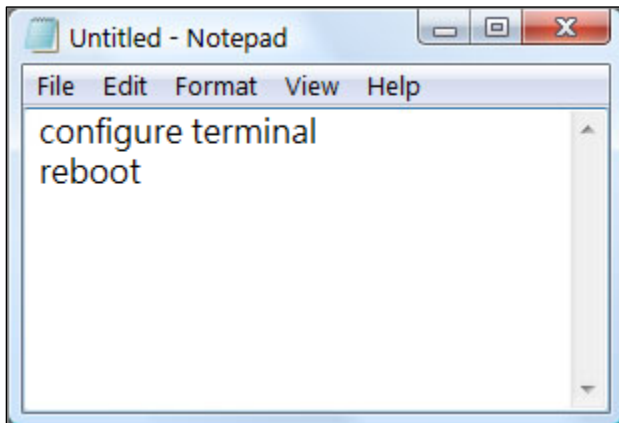 Untitled - Notepad
File Edit Format View Help
configure terminal
reboot